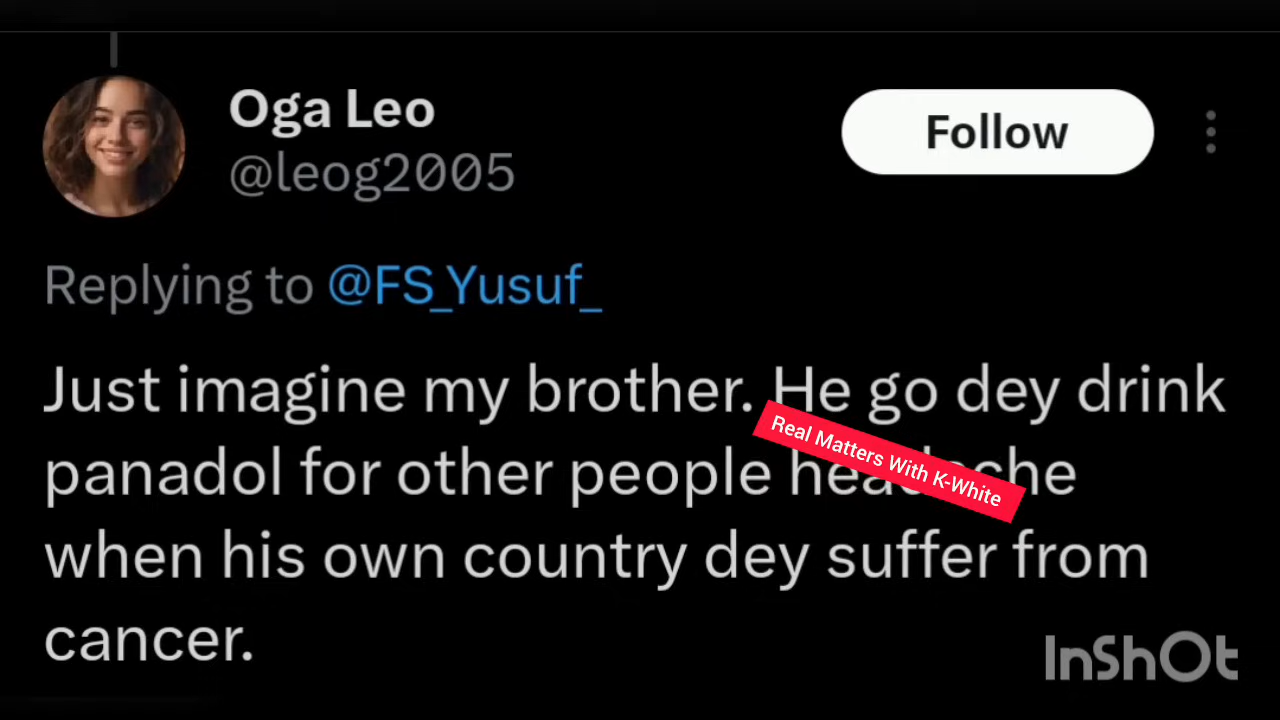 Oga Leo
@leog2005
Follow
Replying to @FS_Yusuf_
Just imagine my brother. He go dey drink
Real Matters With K-White
panadol for other people headache
when his own country dey suffer from
cancer.
InShOt